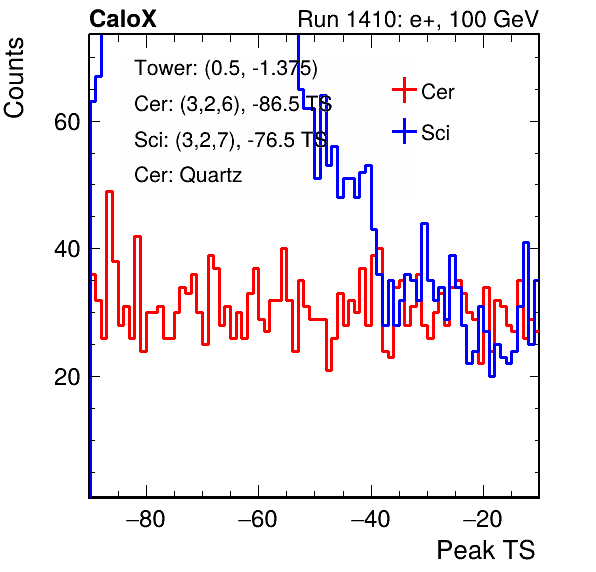 CaloX Run 1410: e+, 100 GeV
Counts
Tower: (0.5, -1.375)
Cer: (3,2,6), -86.5 TS
Sci: (3,2,7), -76.5 TS
Cer: Quartz
Cer
Sci
60
40
20
−80 −60 −40 −20
Peak TS